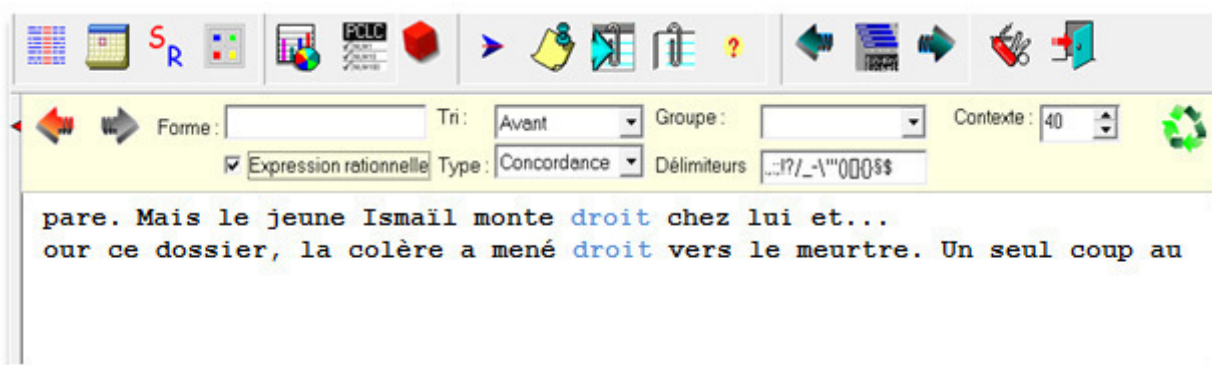 S R PCLC ?
Forme : Tri : Avant Groupe : Contexte : 40
Expression rationnelle Type : Concordance Délimiteurs
pare. Mais le jeune Ismaïl monte droit chez lui et...
our ce dossier, la colère a mené droit vers le meurtre. Un seul coup au